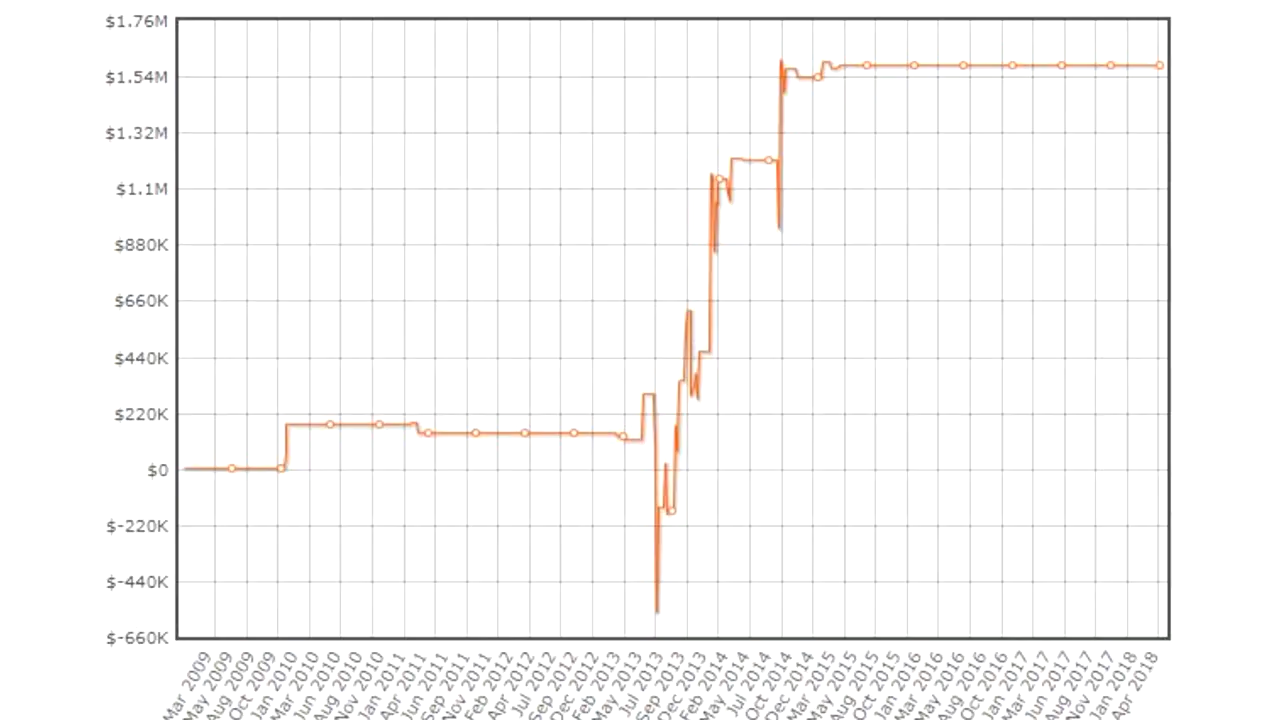 $1.76M
$1.54M
$1.32M
$1.1M
$880K
$660K
$440K
$220K
$0
$-220K
$-440K
$-660K
Mar 2009
May 2009
Aug 2009
Oct 2009
Jan 2010
Mar 2010
Jun 2010
Aug 2010
Nov 2010
Jan 2011
Apr 2011
Jun 2011
Sep 2011
Nov 2011
Feb 2012
Apr 2012
Jul 2012
Sep 2012
Dec 2012
Feb 2013
May 2013
Jul 2013
Sep 2013
Dec 2013
Feb 2014
May 2014
Jul 2014
Oct 2014
Dec 2014
Mar 2015
May 2015
Aug 2015
Oct 2015
Jan 2016
Mar 2016
May 2016
Aug 2016
Oct 2016
Jan 2017
Mar 2017
Jun 2017
Aug 2017
Nov 2017
Jan 2018
Apr 2018